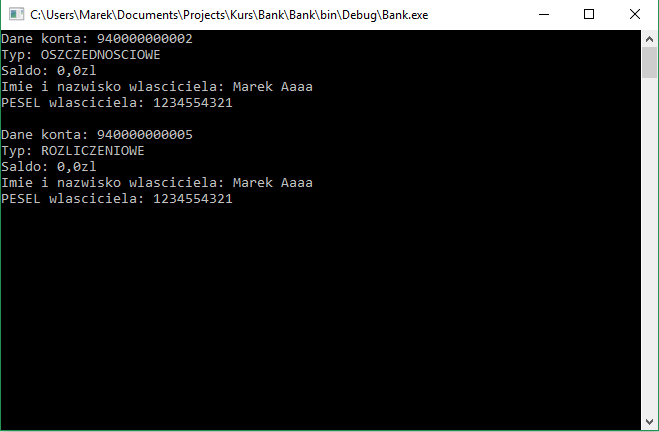 C:\Users\Marek\Documents\Projects\Kurs\Bank\Bank\bin\Debug\Bank.exe
Dane konta: 940000000002
Typ: OSZCZEDNOSCIOWE
Saldo: 0,0zl
Imie i nazwisko wlasciciela: Marek Aaaa
PESEL wlasciciela: 1234554321
Dane konta: 940000000005
Typ: ROZLICZENIOWE
Saldo: 0,0zl
Imie i nazwisko wlasciciela: Marek Aaaa
PESEL wlasciciela: 1234554321